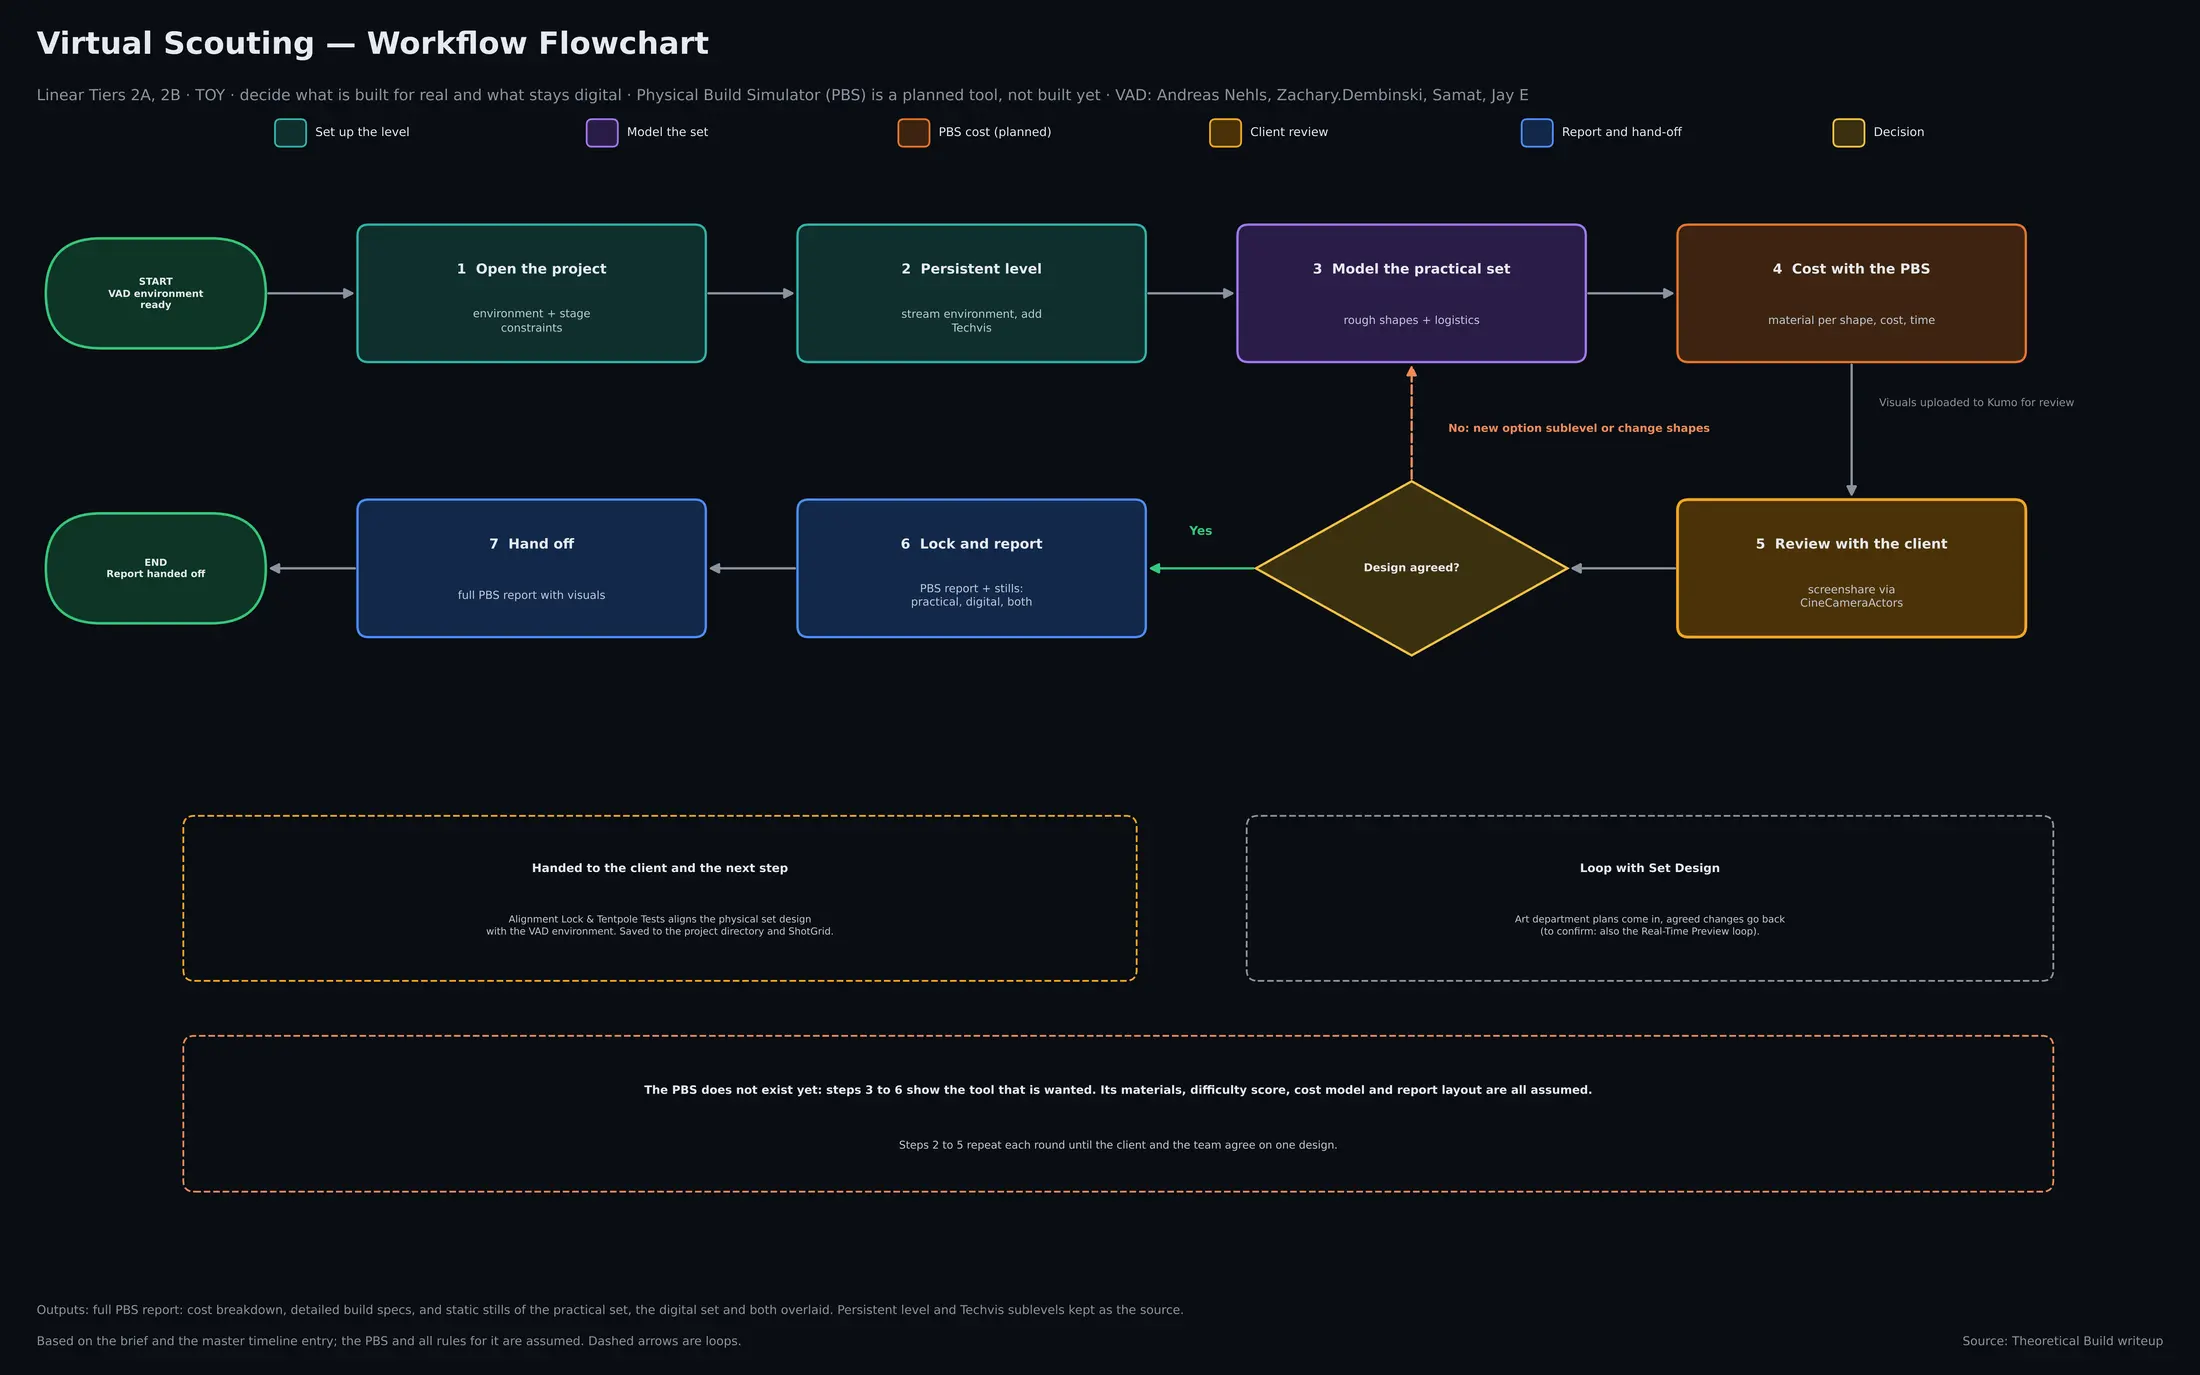 Virtual Scouting — Workflow Flowchart
Linear Tiers 2A, 2B · TOY · decide what is built for real and what stays digital · Physical Build Simulator (PBS) is a planned tool, not built yet · VAD: Andreas Nehls, Zachary.Dembinski, Samat, Jay E
Set up the level
Model the set
PBS cost (planned)
Client review
Report and hand-off
Decision
START
VAD environment
ready
1  Open the project
environment + stage
constraints
2  Persistent level
stream environment, add
Techvis
3  Model the practical set
rough shapes + logistics
4  Cost with the PBS
material per shape, cost, time
Visuals uploaded to Kumo for review
No: new option sublevel or change shapes
END
Report handed off
7  Hand off
full PBS report with visuals
6  Lock and report
PBS report + stills:
practical, digital, both
Yes
Design agreed?
5  Review with the client
screenshare via
CineCameraActors
Handed to the client and the next step
Alignment Lock & Tentpole Tests aligns the physical set design
with the VAD environment. Saved to the project directory and ShotGrid.
Loop with Set Design
Art department plans come in, agreed changes go back
(to confirm: also the Real-Time Preview loop).
The PBS does not exist yet: steps 3 to 6 show the tool that is wanted. Its materials, difficulty score, cost model and report layout are all assumed.
Steps 2 to 5 repeat each round until the client and the team agree on one design.
Outputs: full PBS report: cost breakdown, detailed build specs, and static stills of the practical set, the digital set and both overlaid. Persistent level and Techvis sublevels kept as the source.
Based on the brief and the master timeline entry; the PBS and all rules for it are assumed. Dashed arrows are loops.
Source: Theoretical Build writeup